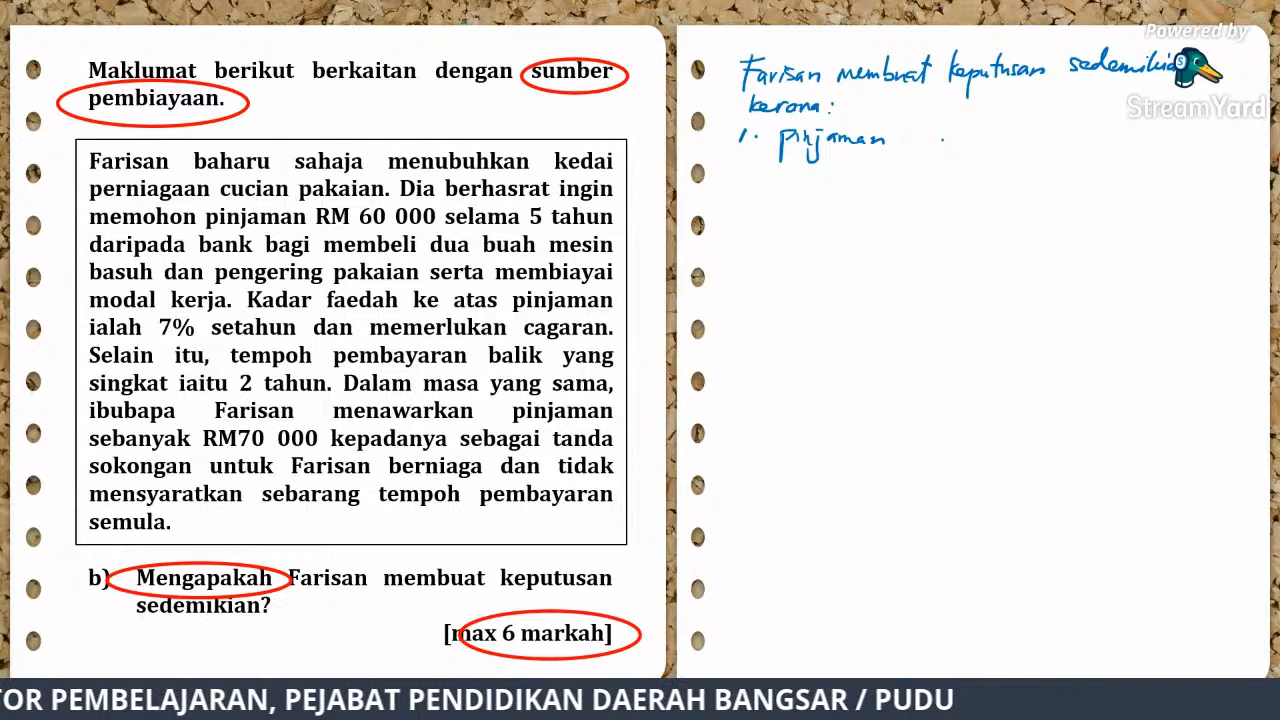 Maklumat berikut berkaitan dengan sumber
pembiayaan.
Farisan baharu sahaja menubuhkan kedai
perniagaan cucian pakaian. Dia berhasrat ingin
memohon pinjaman RM 60 000 selama 5 tahun
daripada bank bagi membeli dua buah mesin
basuh dan pengering pakaian serta membiayai
modal kerja. Kadar faedah ke atas pinjaman
ialah 7% setahun dan memerlukan cagaran.
Selain itu, tempoh pembayaran balik yang
singkat iaitu 2 tahun. Dalam masa yang sama,
ibubapa Farisan menawarkan pinjaman
sebanyak RM70 000 kepadanya sebagai tanda
sokongan untuk Farisan berniaga dan tidak
mensyaratkan sebarang tempoh pembayaran
semula.
b) Mengapakah Farisan membuat keputusan
sedemikian?
[max 6 markah]
Farisan membuat keputusan sedemikian
kerana:
1. pinjaman
Powered by
StreamYard
TOR PEMBELAJARAN, PEJABAT PENDIDIKAN DAERAH BANGSAR / PUDU